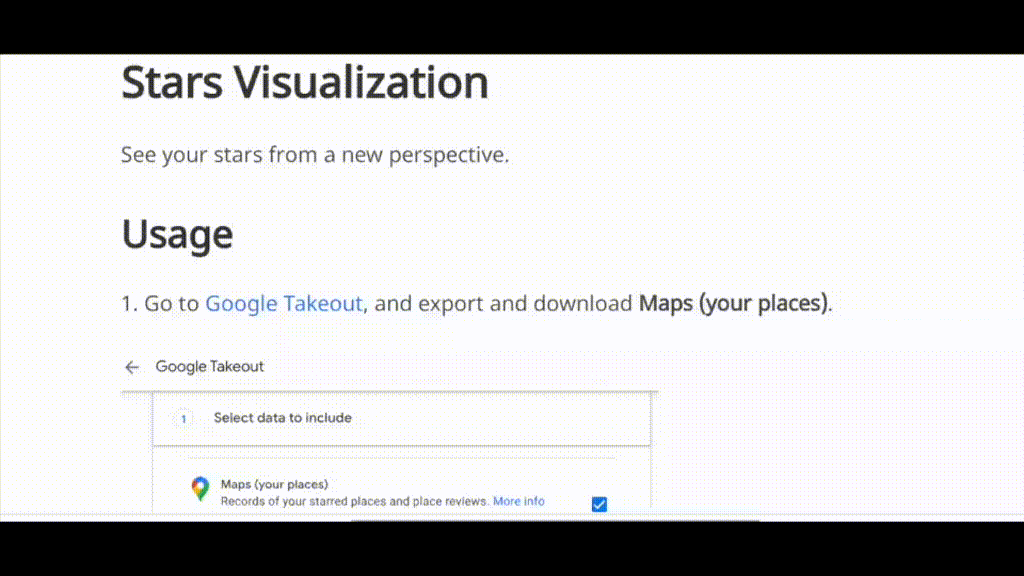 Stars Visualization
See your stars from a new perspective.
Usage
1. Go to Google Takeout, and export and download Maps (your places).
Google Takeout
1 Select data to include
Maps (your places)
Records of your starred places and place reviews. More info